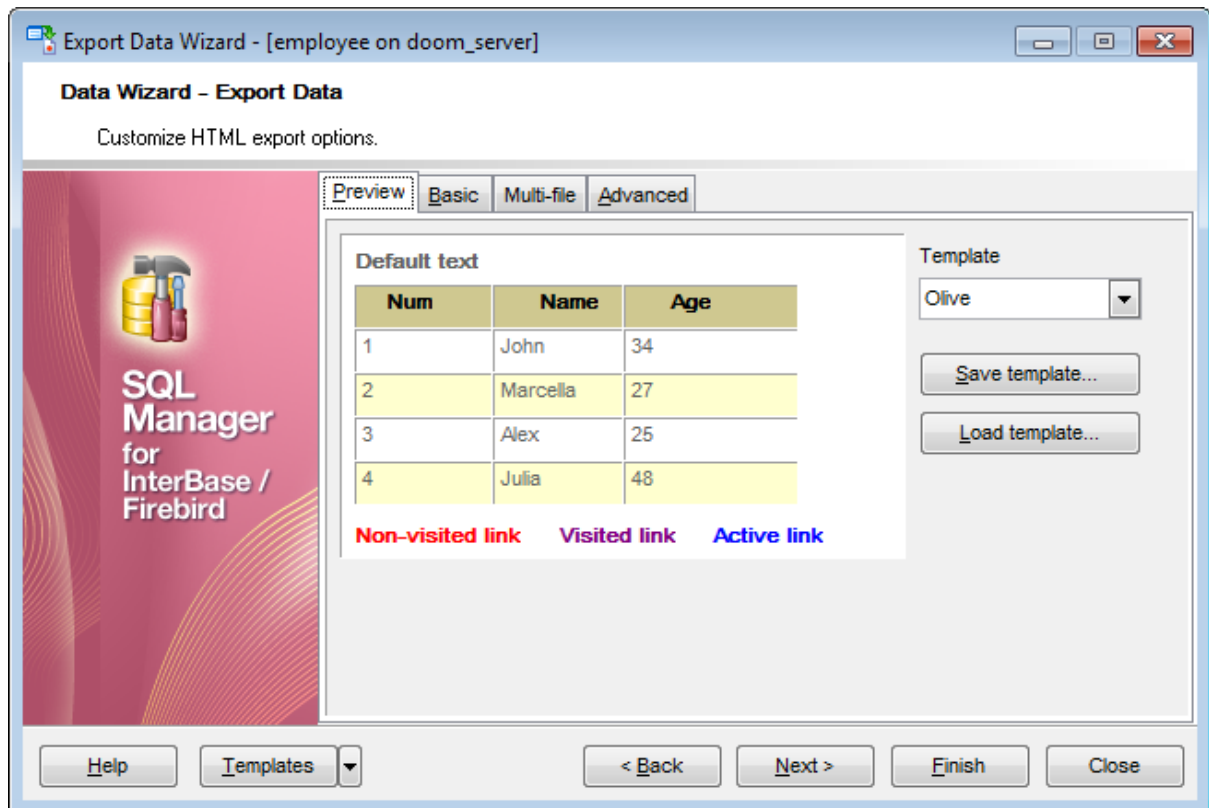 Export Data Wizard - [employee on doom_server]
Data Wizard - Export Data
Customize HTML export options.
Preview Basic Multi-file Advanced
SQL
Manager
for
InterBase /
Firebird
Default text
Num Name Age
1 John 34
2 Marcella 27
3 Alex 25
4 Julia 48
Non-visited link Visited link Active link
Template
Olive
Save template...
Load template...
Help Templates < Back Next > Finish Close